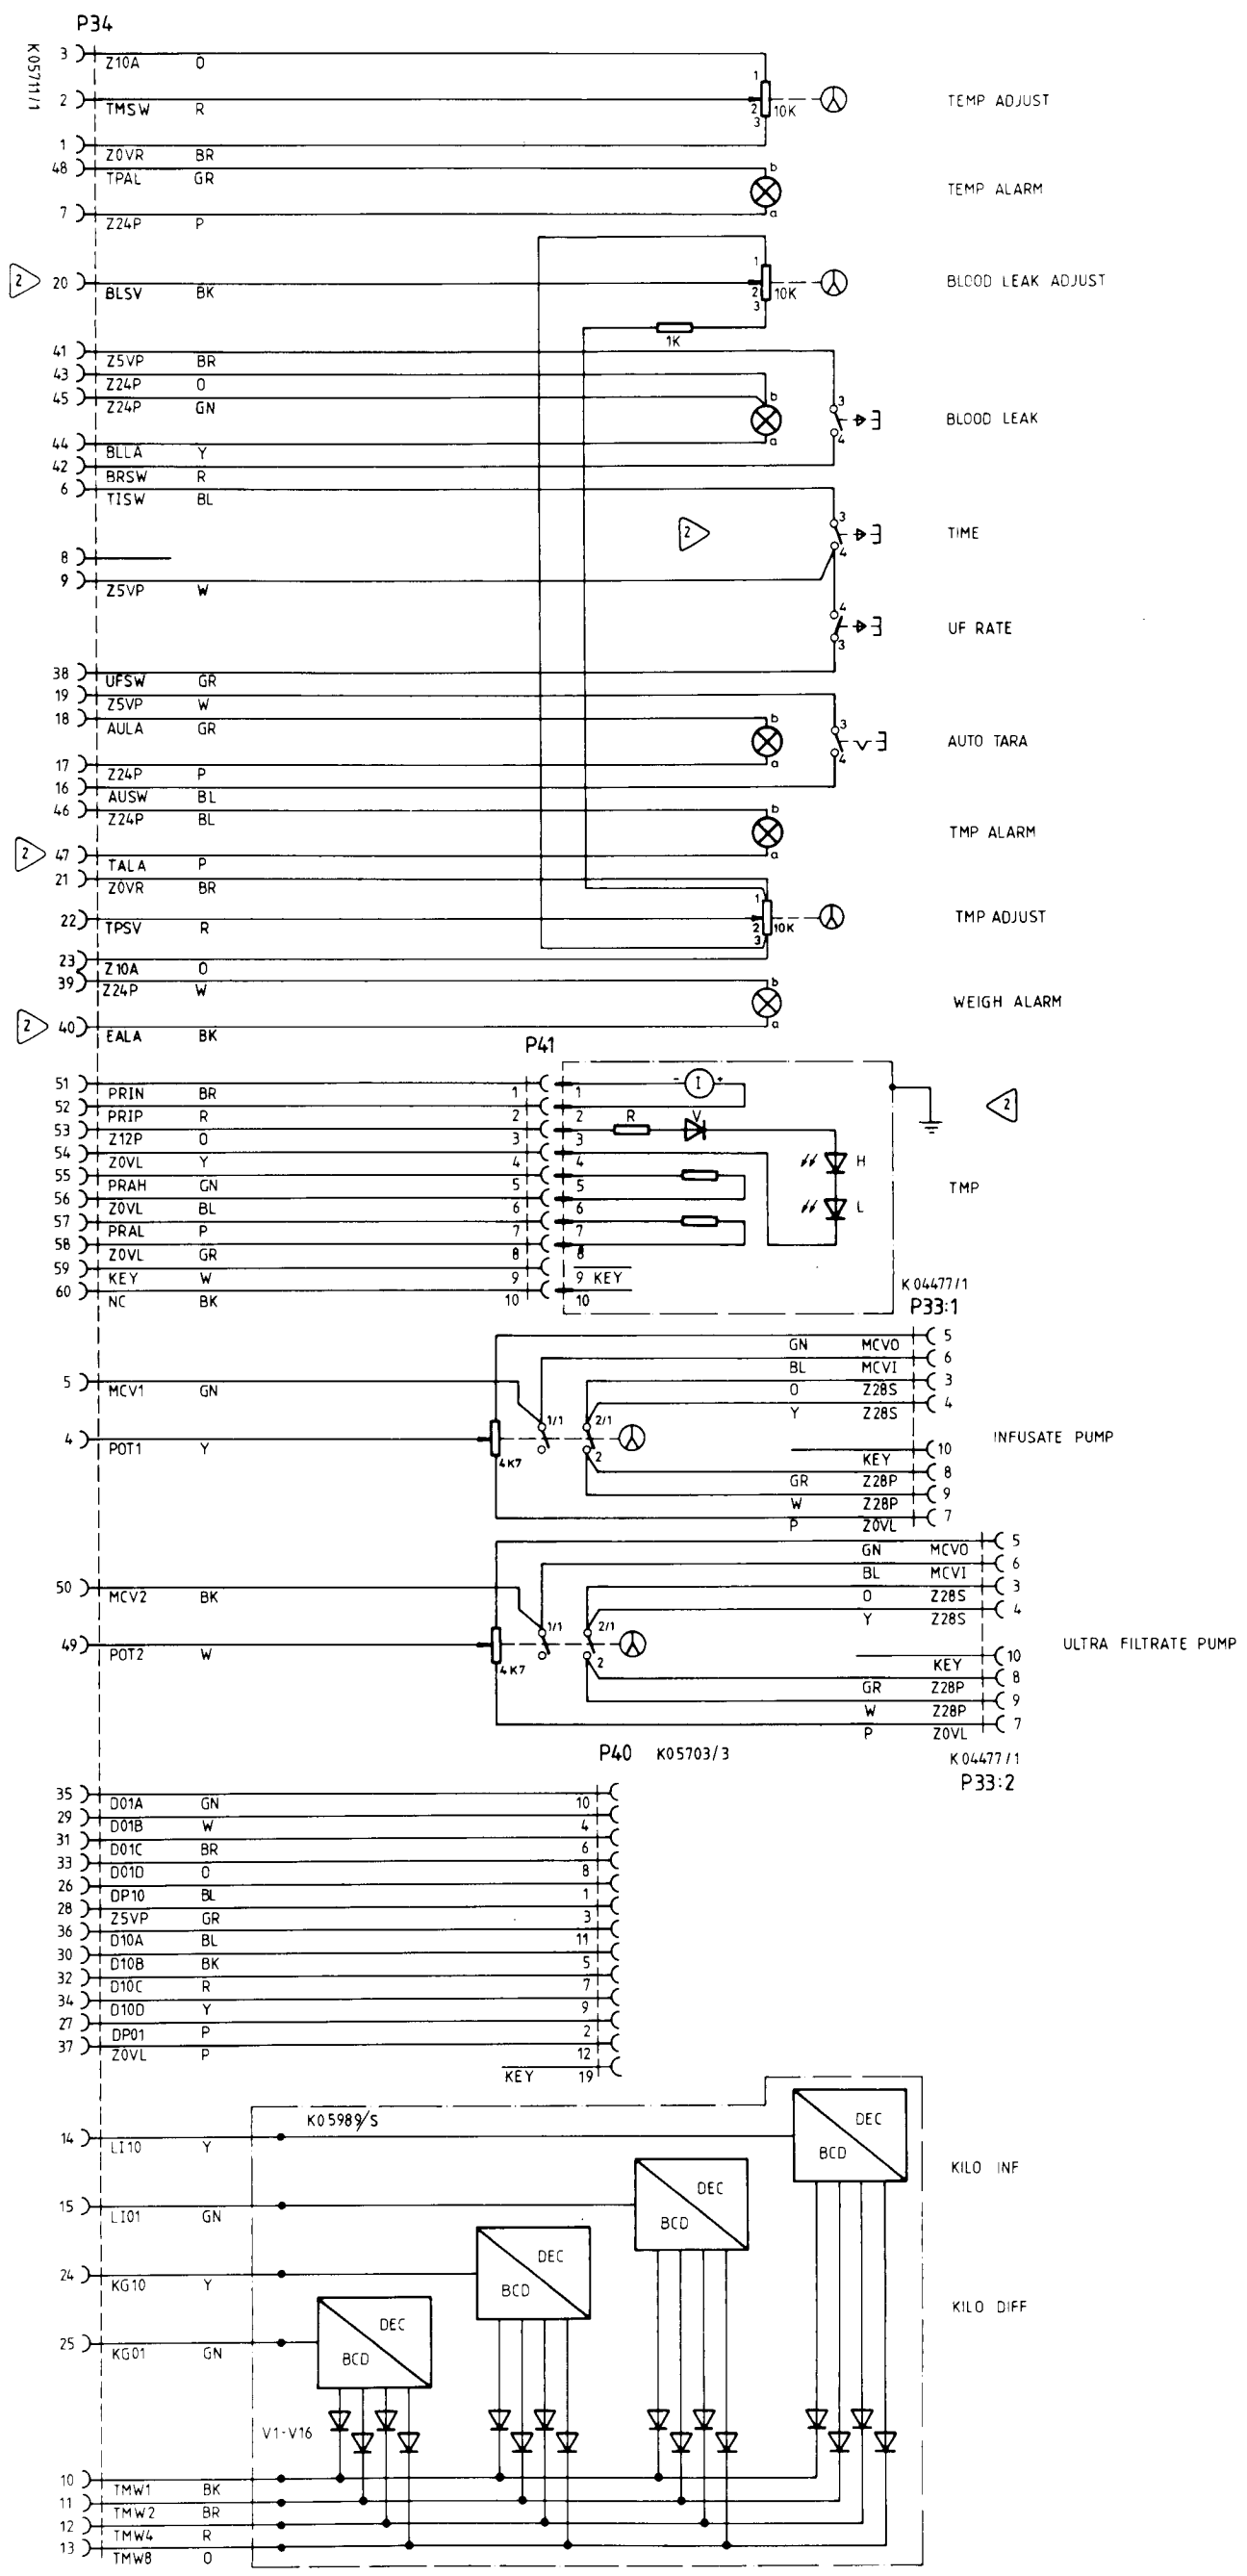 P34
K05711/1
3 Z10A O
1
2 TMSW R 2 10K TEMP ADJUST
3
1 Z0VR BR
48 TPAL GR b
TEMP ALARM
7 Z24P P a
1
2 20 BLSV BK 2 10K BLOOD LEAK ADJUST
3
1K
41 Z5VP BR
43 Z24P O
45 Z24P GN b 3
BLOOD LEAK
44 BLLA Y a 4
42 BRSW R
6 TISW BL
3
2 TIME
4
8
9 Z5VP W
4
UF RATE
3
38 UFSW GR
19 Z5VP W
18 AULA GR b 3
AUTO TARA
17 Z24P P a 4
16 AUSW BL
46 Z24P BL b
TMP ALARM
2 47 TALA P a
21 Z0VR BR
1
22 TPSV R 2 10K TMP ADJUST
3
23 Z10A O
39 Z24P W b
WEIGH ALARM
2 40 EALA BK a
P41
51 PRIN BR 1 1 - I +
52 PRIP R 2 2 R V 2
53 Z12P O 3 3
54 Z0VL Y 4 4 H
55 PRAH GN 5 5 TMP
56 Z0VL BL 6 6 L
57 PRAL P 7 7
58 Z0VL GR 8 8
59 KEY W 9 9 KEY
60 NC BK 10 10
K04477/1
P33:1
GN MCVO 5
BL MCVI 6
5 MCV1 GN O Z28S 3
Y Z28S 4
1/1 2/1
4 POT1 Y 4K7 2 INFUSATE PUMP
KEY 10
GR Z28P 8
W Z28P 9
P Z0VL 7
GN MCVO 5
BL MCVI 6
50 MCV2 BK O Z28S 3
Y Z28S 4
1/1 2/1
49 POT2 W 4K7 2 ULTRA FILTRATE PUMP
KEY 10
GR Z28P 8
W Z28P 9
P Z0VL 7
P40 K05703/3
K04477/1
P33:2
35 D01A GN 10
29 D01B W 4
31 D01C BR 6
33 D01D O 8
26 DP10 BL 1
28 Z5VP GR 3
36 D10A BL 11
30 D10B BK 5
32 D10C R 7
34 D10D Y 9
27 DP01 P 2
37 Z0VL P 12
KEY 19
K05989/S
14 LI10 Y BCD DEC
KILO INF
15 LI01 GN BCD DEC
24 KG10 Y BCD DEC
KILO DIFF
25 KG01 GN BCD DEC
V1-V16
10 TMW1 BK
11 TMW2 BR
12 TMW4 R
13 TMW8 O